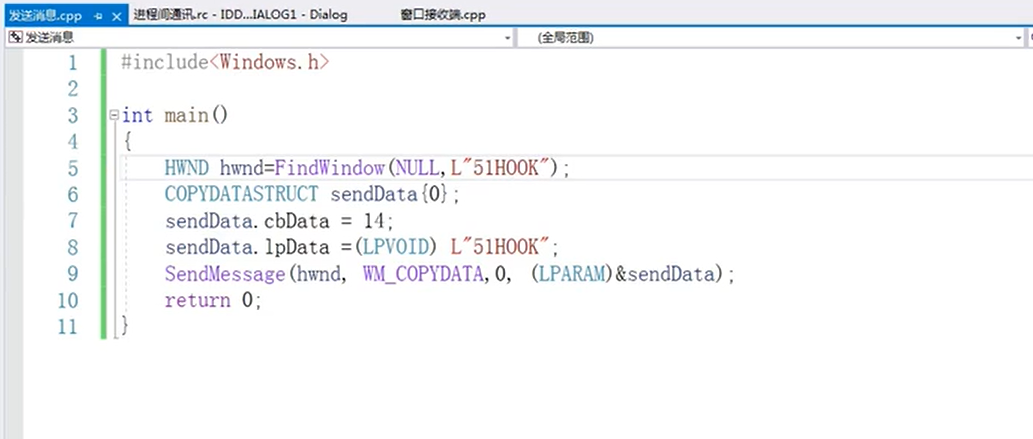 发送消息.cpp 进程间通讯.rc - IDD...IALOG1 - Dialog 窗口接收端.cpp
发送消息 (全局范围)
1 #include<Windows.h>
2
3 int main()
4 {
5 HWND hwnd=FindWindow(NULL,L"51HOOK");
6 COPYDATASTRUCT sendData{0};
7 sendData.cbData = 14;
8 sendData.lpData =(LPVOID) L"51HOOK";
9 SendMessage(hwnd, WM_COPYDATA,0, (LPARAM)&sendData);
10 return 0;
11 }